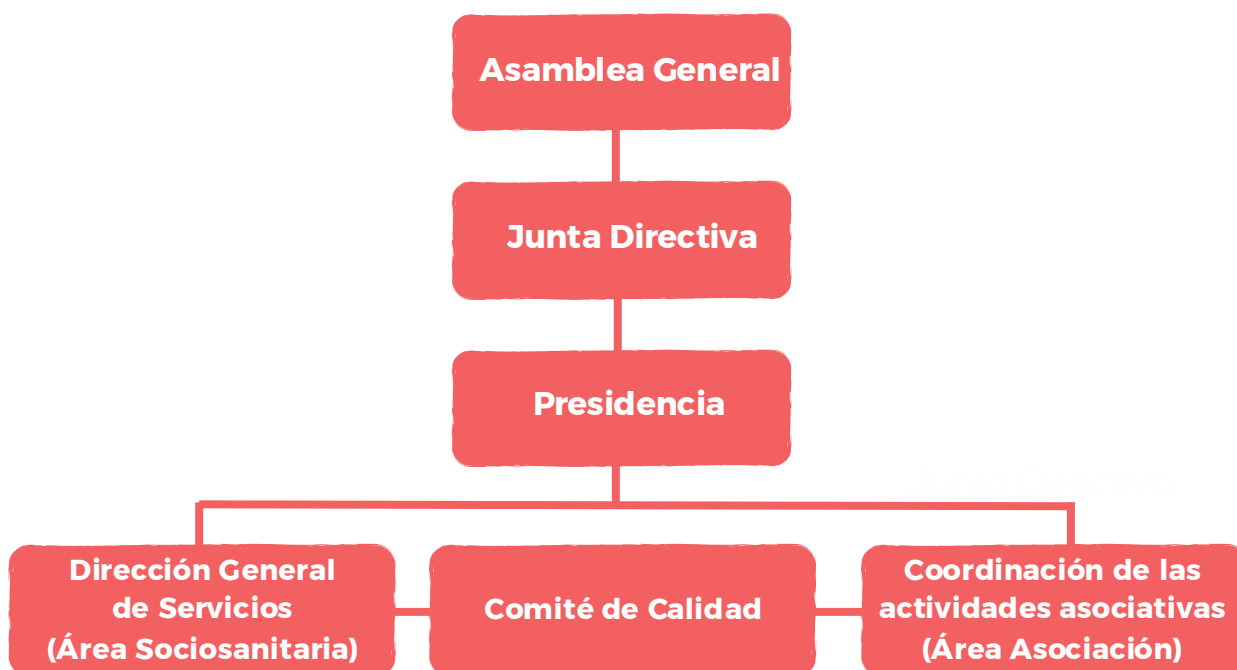 Asamblea General
Junta Directiva
Presidencia
Dirección General
de Servicios
(Área Sociosanitaria)
Comité de Calidad
Coordinación de las
actividades asociativas
(Área Asociación)